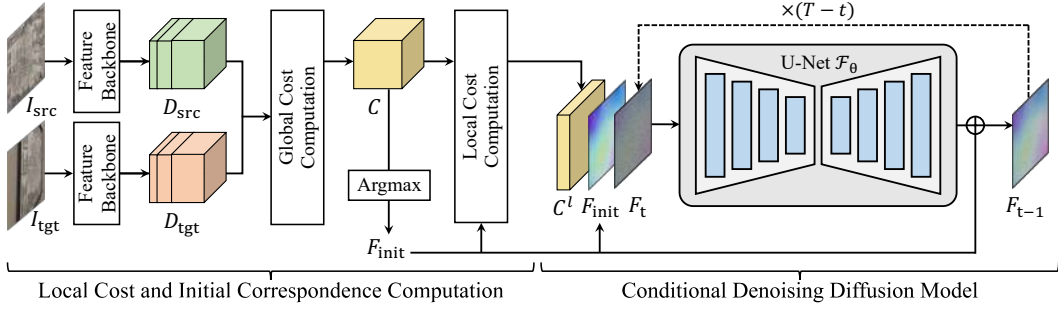 I_src
Feature
Backbone
D_src
I_tgt
Feature
Backbone
D_tgt
Global Cost
Computation
C
Argmax
F_init
Local Cost
Computation
C^l
F_init
F_t
×(T − t)
U-Net ℱ_θ
F_t−1
Local Cost and Initial Correspondence Computation
Conditional Denoising Diffusion Model